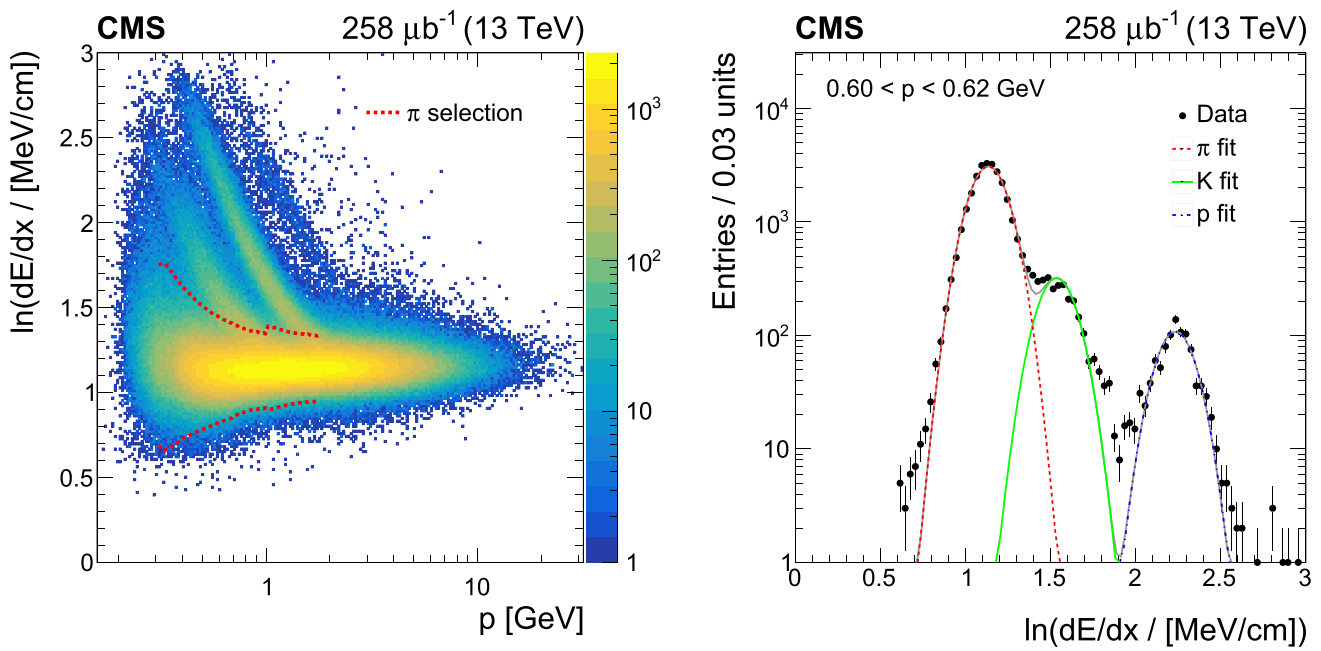 CMS 258 μb⁻¹ (13 TeV)
ln(dE/dx / [MeV/cm])
3
2.5
2
1.5
1
0.5
0
π selection
10³
10²
10
1
1 10
p [GeV]
CMS 258 μb⁻¹ (13 TeV)
Entries / 0.03 units
0.60 < p < 0.62 GeV
Data
π fit
K fit
p fit
10⁴
10³
10²
10
1
0 0.5 1 1.5 2 2.5 3
ln(dE/dx / [MeV/cm])